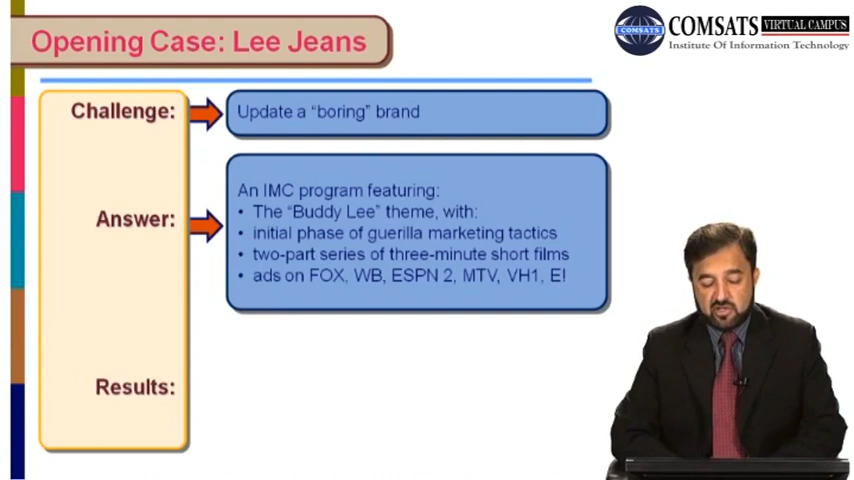 Opening Case: Lee Jeans
COMSATS VIRTUAL CAMPUS
COMSATS
Institute Of Information Technology
Challenge:
Update a "boring" brand
Answer:
An IMC program featuring:
• The "Buddy Lee" theme, with:
• initial phase of guerilla marketing tactics
• two-part series of three-minute short films
• ads on FOX, WB, ESPN 2, MTV, VH1, E!
Results: